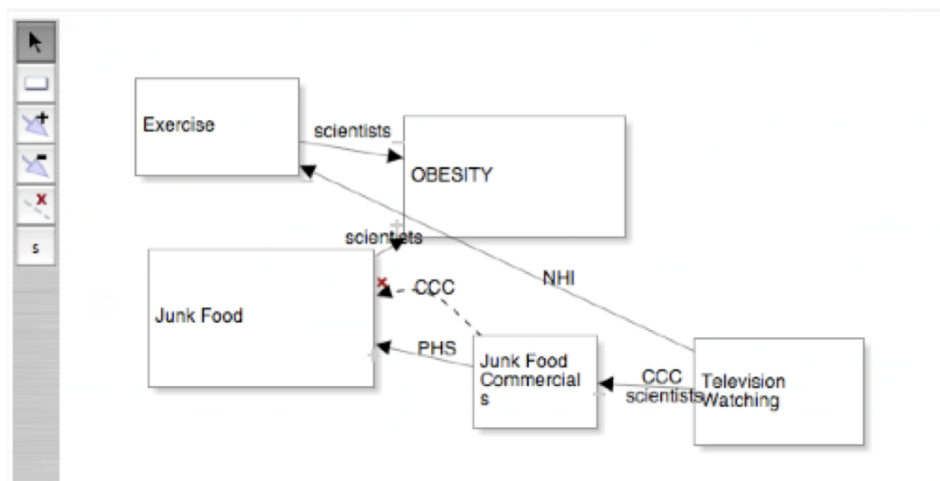 Exercise
scientists
OBESITY
scientists
NHI
CCC
Junk Food
PHS
Junk Food
Commercial
s
CCC
scientists
Television
Watching
s